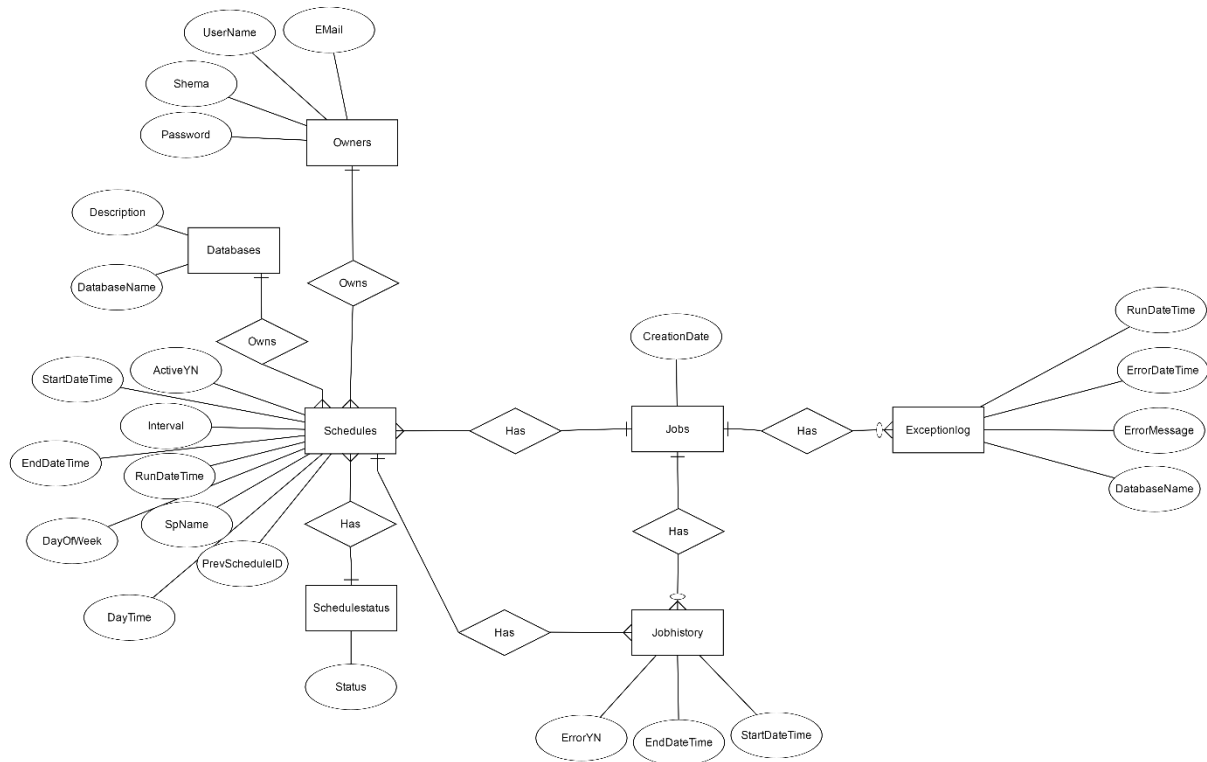 EMail
UserName
Shema
Password
Owners
Description
Databases
DatabaseName
Owns
Owns
RunDateTime
CreationDate
ErrorDateTime
ActiveYN
StartDateTime
Interval
Schedules
Has
Jobs
Has
Exceptionlog
ErrorMessage
EndDateTime
RunDateTime
DatabaseName
SpName
Has
Has
DayOfWeek
PrevScheduleID
DayTime
Schedulestatus
Has
Jobhistory
Status
ErrorYN
EndDateTime
StartDateTime